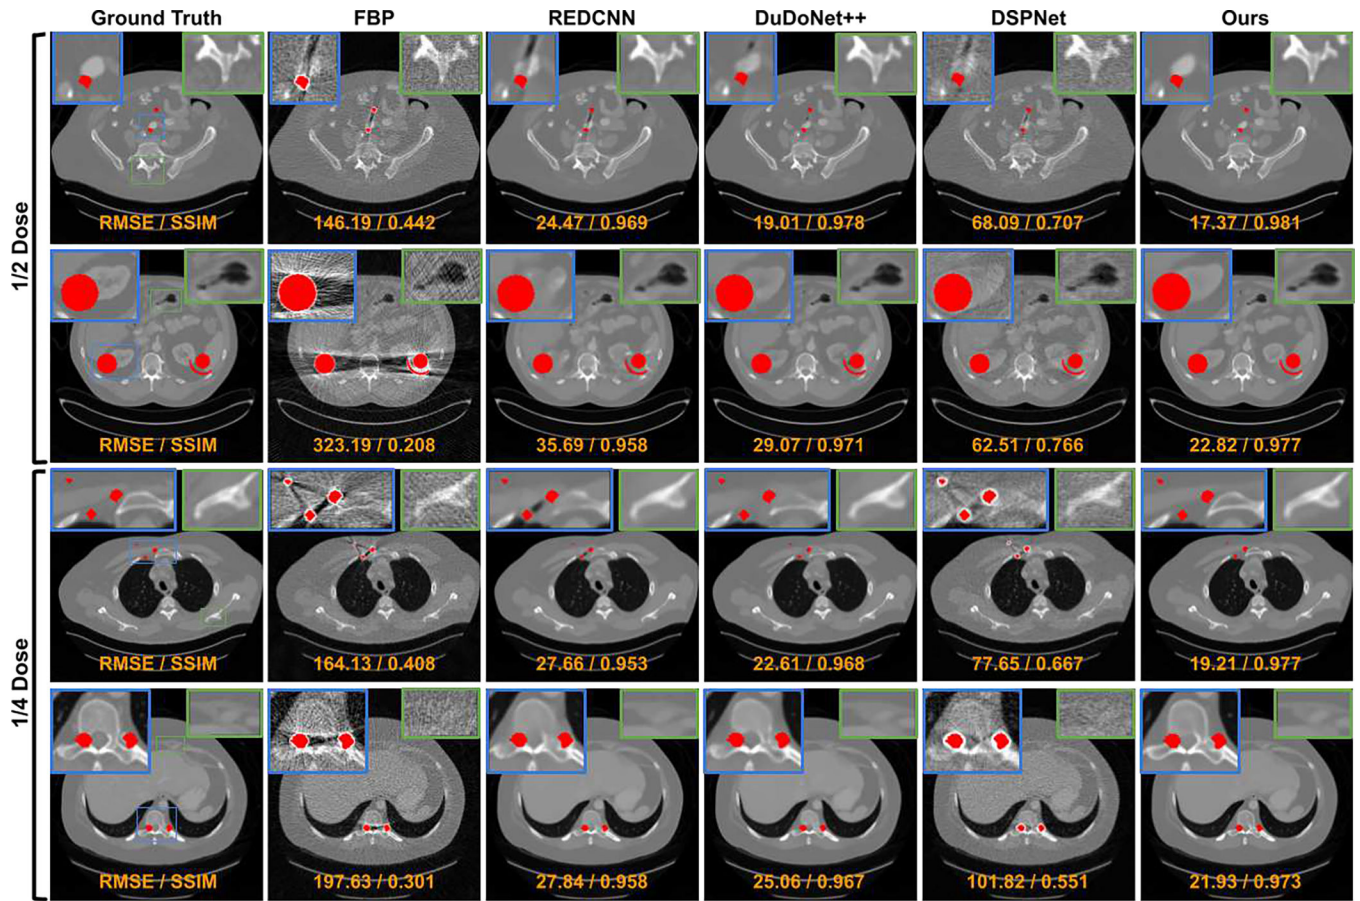 Ground Truth FBP REDCNN DuDoNet++ DSPNet Ours
1/2 Dose
RMSE / SSIM 146.19 / 0.442 24.47 / 0.969 19.01 / 0.978 68.09 / 0.707 17.37 / 0.981
RMSE / SSIM 323.19 / 0.208 35.69 / 0.958 29.07 / 0.971 62.51 / 0.766 22.82 / 0.977
1/4 Dose
RMSE / SSIM 164.13 / 0.408 27.66 / 0.953 22.61 / 0.968 77.65 / 0.667 19.21 / 0.977
RMSE / SSIM 197.63 / 0.301 27.84 / 0.958 25.06 / 0.967 101.82 / 0.551 21.93 / 0.973